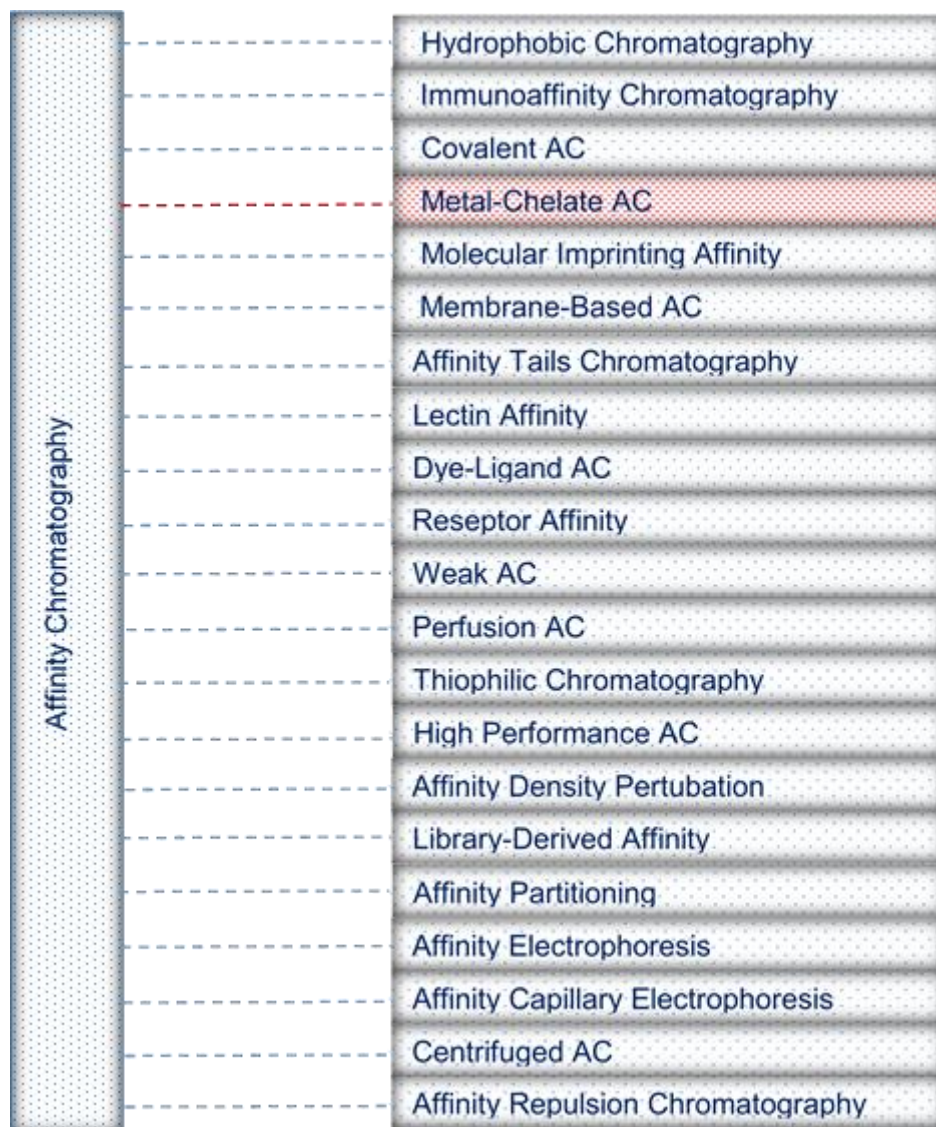 Affinity Chromatography
Hydrophobic Chromatography
Immunoaffinity Chromatography
Covalent AC
Metal-Chelate AC
Molecular Imprinting Affinity
Membrane-Based AC
Affinity Tails Chromatography
Lectin Affinity
Dye-Ligand AC
Reseptor Affinity
Weak AC
Perfusion AC
Thiophilic Chromatography
High Performance AC
Affinity Density Pertubation
Library-Derived Affinity
Affinity Partitioning
Affinity Electrophoresis
Affinity Capillary Electrophoresis
Centrifuged AC
Affinity Repulsion Chromatography